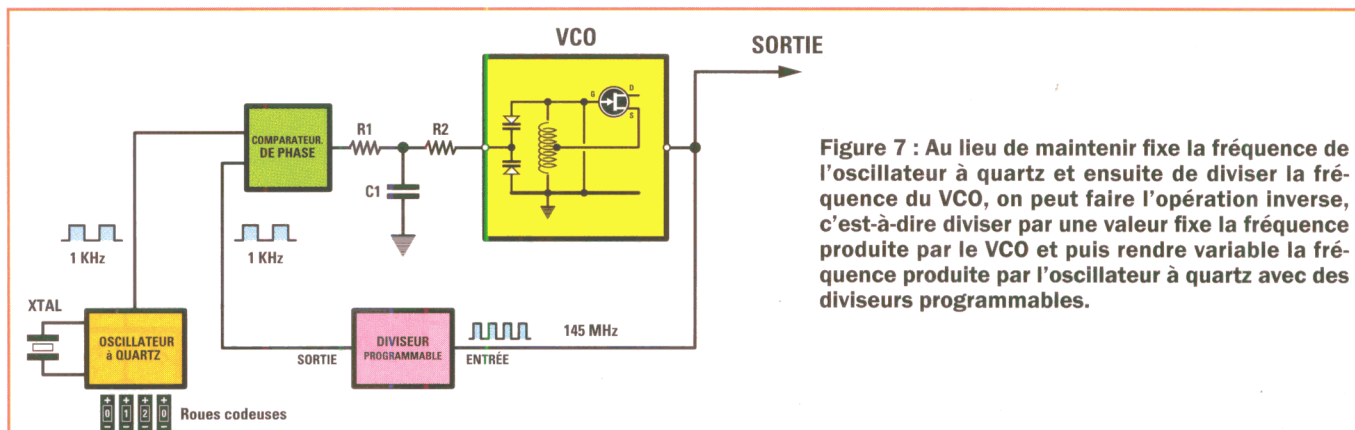 VCO
SORTIE
COMPARATEUR
DE PHASE
R1
R2
C1
G
D
S
1 KHz
1 KHz
XTAL
OSCILLATEUR
à QUARTZ
SORTIE
DIVISEUR
PROGRAMMABLE
ENTRÉE
145 MHz
+ + + +
0 1 2 0
- - - -
Roues codeuses
Figure 7 : Au lieu de maintenir fixe la fréquence de
l'oscillateur à quartz et ensuite de diviser la fré-
quence du VCO, on peut faire l'opération inverse,
c'est-à-dire diviser par une valeur fixe la fréquence
produite par le VCO et puis rendre variable la fré-
quence produite par l'oscillateur à quartz avec des
diviseurs programmables.